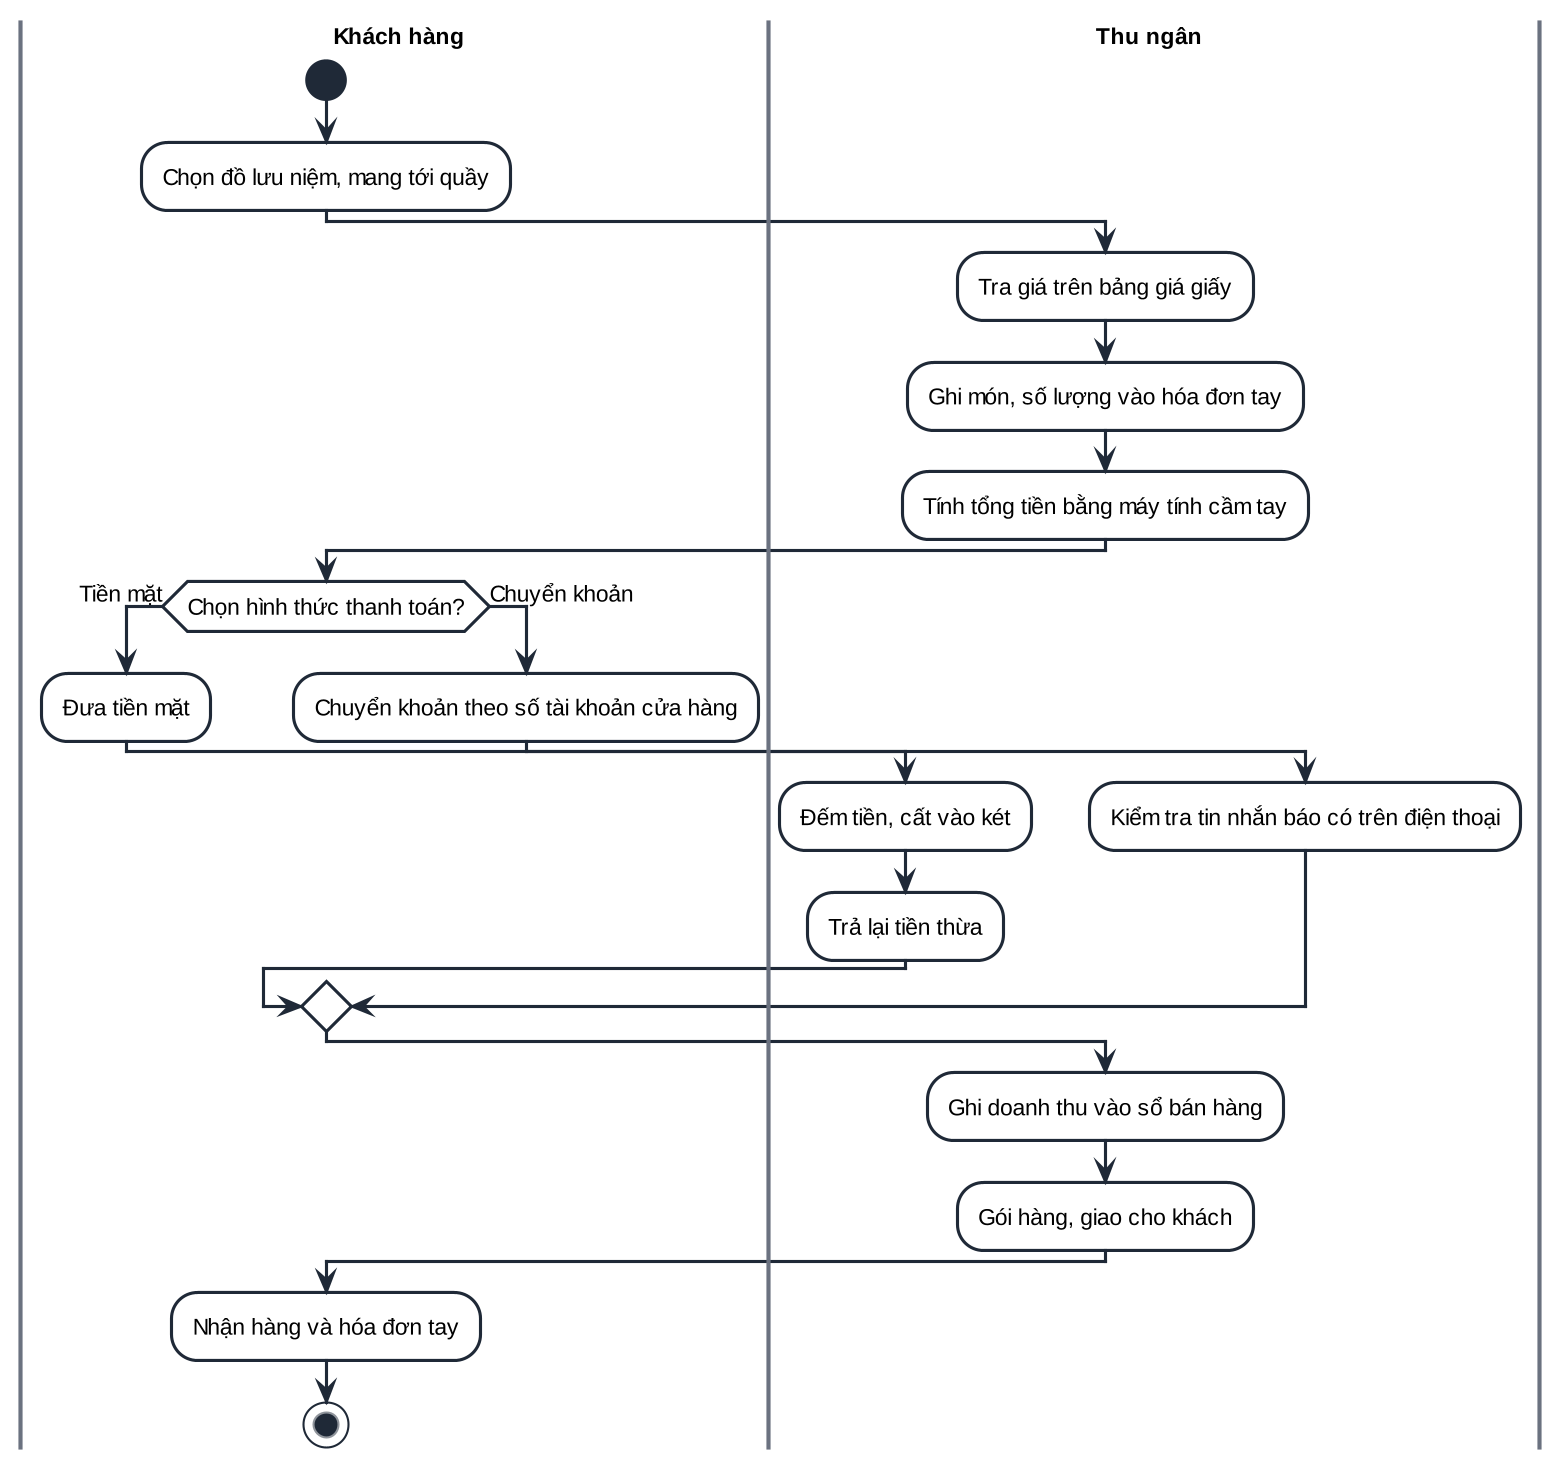 Khách hàng
Thu ngân
Chọn đồ lưu niệm, mang tới quầy
Tra giá trên bảng giá giấy
Ghi món, số lượng vào hóa đơn tay
Tính tổng tiền bằng máy tính cầm tay
Tiền mặt
Chọn hình thức thanh toán?
Chuyển khoản
Đưa tiền mặt
Chuyển khoản theo số tài khoản cửa hàng
Đếm tiền, cất vào két
Kiểm tra tin nhắn báo có trên điện thoại
Trả lại tiền thừa
Ghi doanh thu vào sổ bán hàng
Gói hàng, giao cho khách
Nhận hàng và hóa đơn tay